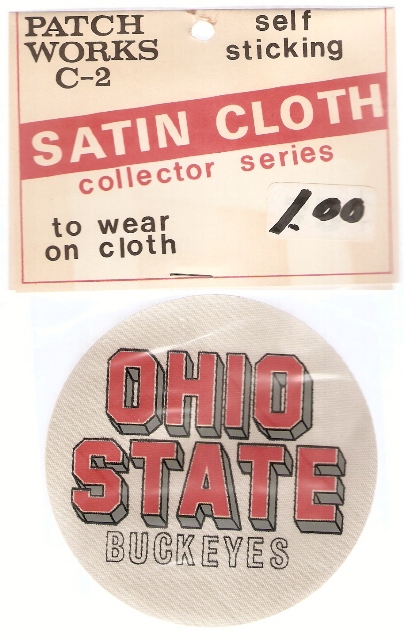 PATCH
WORKS
C-2
self
sticking
SATIN CLOTH
collector series
to wear
on cloth
1.00
OHIO
STATE
BUCKEYES